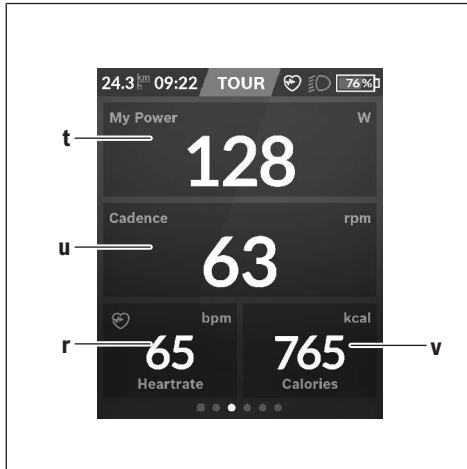 24.3 km/h 09:22 TOUR 76%
My Power W
t
128
Cadence rpm
u
63
bpm kcal
r 65 765 v
Heartrate Calories